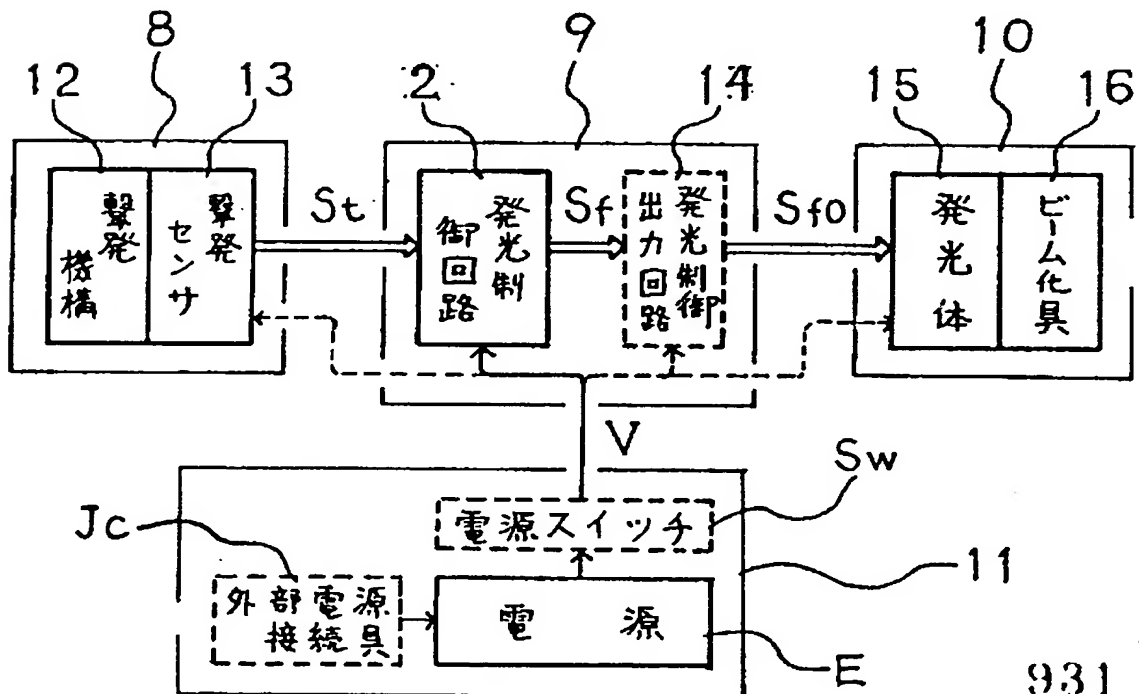 8
9
10
12
13
2
14
15
16
撃発
機構
撃発
センサ
St
発光制
御回路
Sf
発光制御
出力回路
Sfo
発光体
ビーム化具
V
Sw
電源スイッチ
Jc
11
外部電源
接続具
電源
E
931